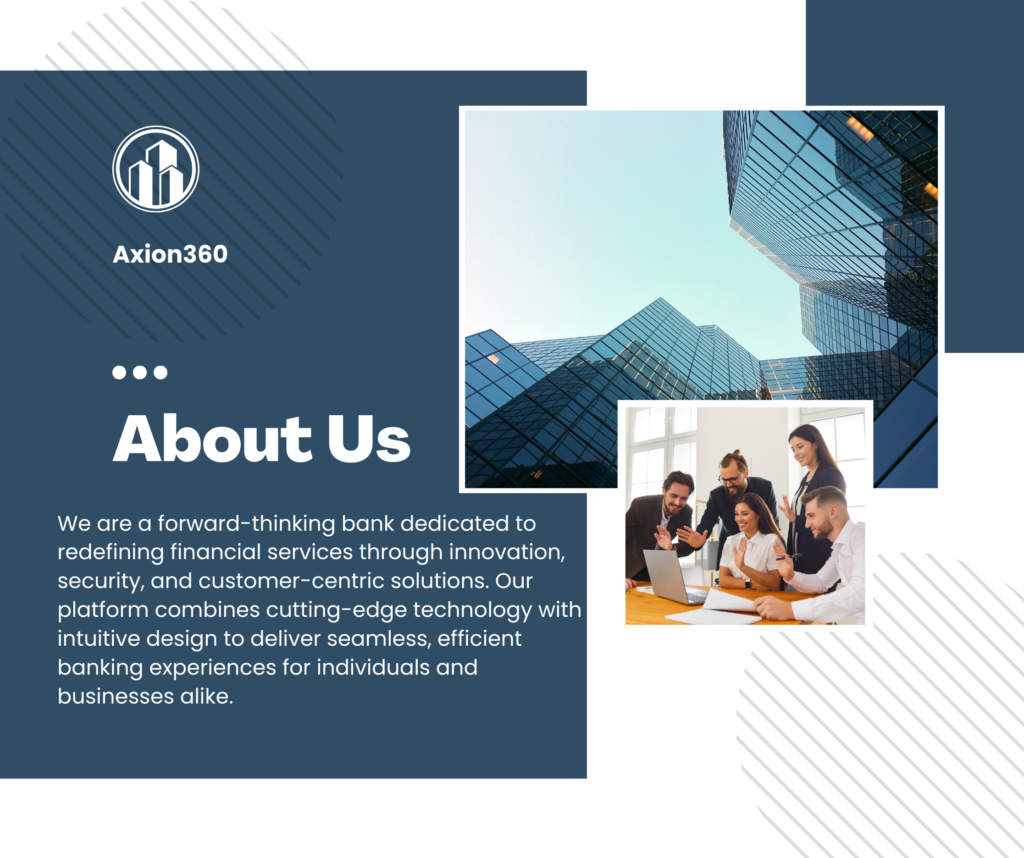 Axion360
About Us
We are a forward-thinking bank dedicated to
redefining financial services through innovation,
security, and customer-centric solutions. Our
platform combines cutting-edge technology with
intuitive design to deliver seamless, efficient
banking experiences for individuals and
businesses alike.